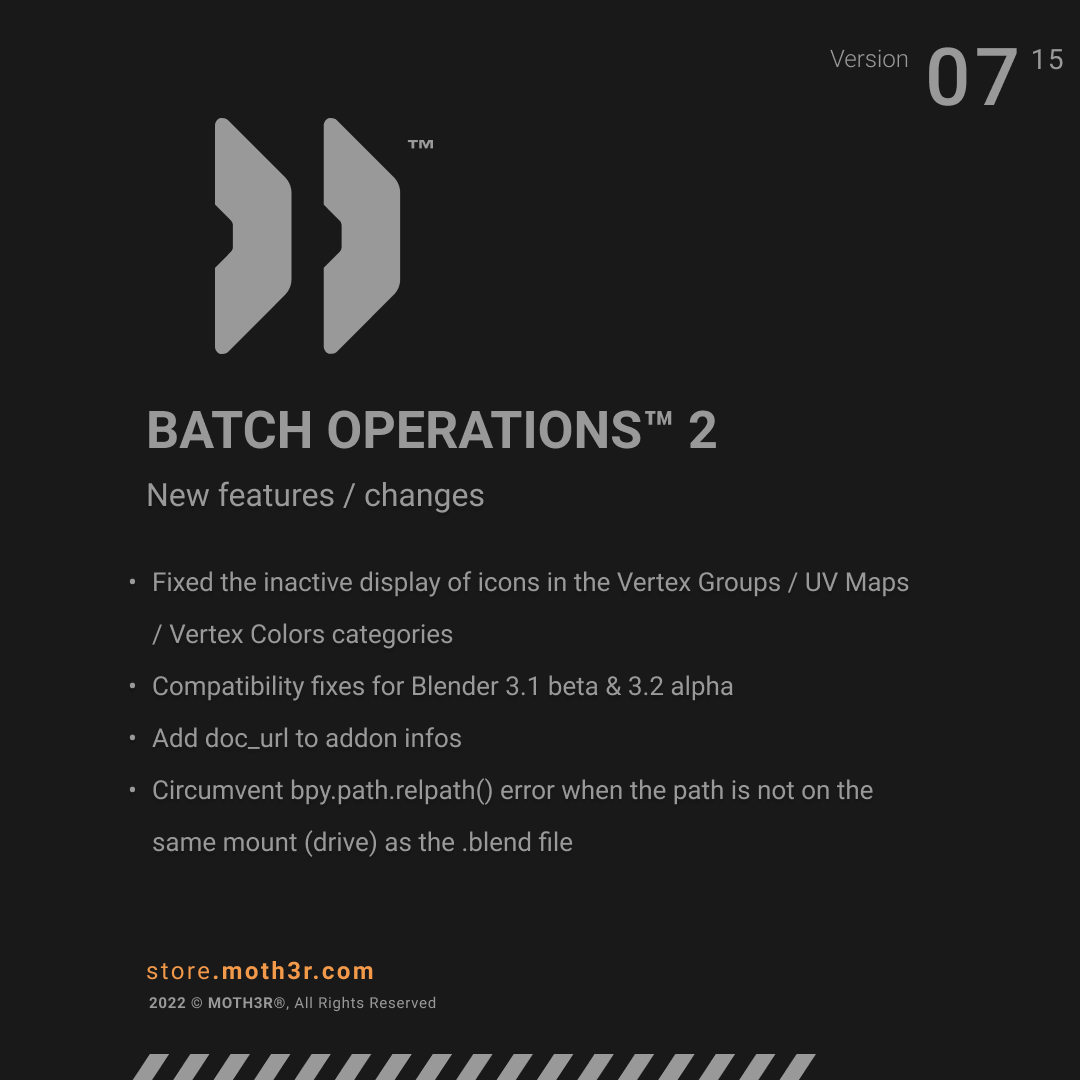 Version 07 15
™
BATCH OPERATIONS™ 2
New features / changes
• Fixed the inactive display of icons in the Vertex Groups / UV Maps
/ Vertex Colors categories
• Compatibility fixes for Blender 3.1 beta & 3.2 alpha
• Add doc_url to addon infos
• Circumvent bpy.path.relpath() error when the path is not on the
same mount (drive) as the .blend file
store.moth3r.com
2022 © MOTH3R®, All Rights Reserved